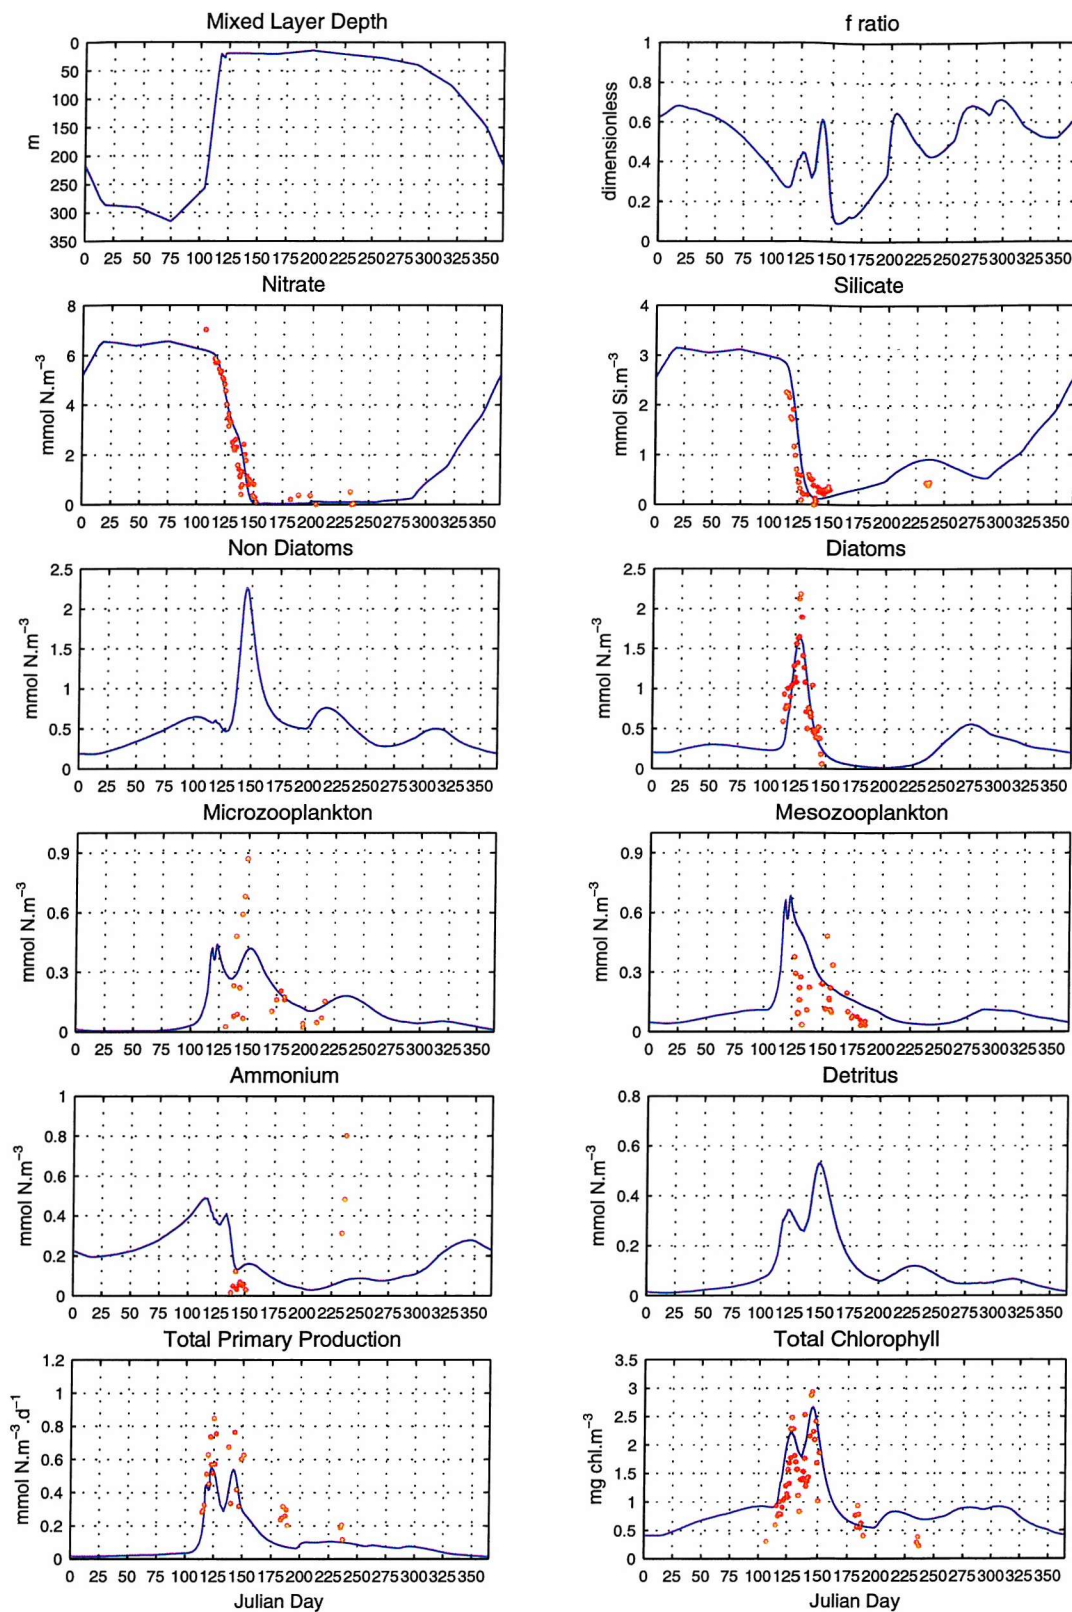 Mixed Layer Depth
f ratio
0
50
100
150
200
250
300
350
m
1
0.8
0.6
0.4
0.2
0
dimensionless
0 25 50 75 100 125 150 175 200 225 250 275 300 325 350
0 25 50 75 100 125 150 175 200 225 250 275 300 325 350
Nitrate
Silicate
8
6
4
2
0
mmol N.m−3
4
3
2
1
0
mmol Si.m−3
0 25 50 75 100 125 150 175 200 225 250 275 300 325 350
0 25 50 75 100 125 150 175 200 225 250 275 300 325 350
Non Diatoms
Diatoms
2.5
2
1.5
1
0.5
0
mmol N.m−3
2.5
2
1.5
1
0.5
0
mmol N.m−3
0 25 50 75 100 125 150 175 200 225 250 275 300 325 350
0 25 50 75 100 125 150 175 200 225 250 275 300 325 350
Microzooplankton
Mesozooplankton
0.9
0.6
0.3
0
mmol N.m−3
0.9
0.6
0.3
0
mmol N.m−3
0 25 50 75 100 125 150 175 200 225 250 275 300 325 350
0 25 50 75 100 125 150 175 200 225 250 275 300 325 350
Ammonium
Detritus
1
0.8
0.6
0.4
0.2
0
mmol N.m−3
0.8
0.6
0.4
0.2
0
mmol N.m−3
0 25 50 75 100 125 150 175 200 225 250 275 300 325 350
0 25 50 75 100 125 150 175 200 225 250 275 300 325 350
Total Primary Production
Total Chlorophyll
1.2
1
0.8
0.6
0.4
0.2
0
mmol N.m−3.d−1
3.5
3
2.5
2
1.5
1
0.5
0
mg chl.m−3
0 25 50 75 100 125 150 175 200 225 250 275 300 325 350
0 25 50 75 100 125 150 175 200 225 250 275 300 325 350
Julian Day
Julian Day